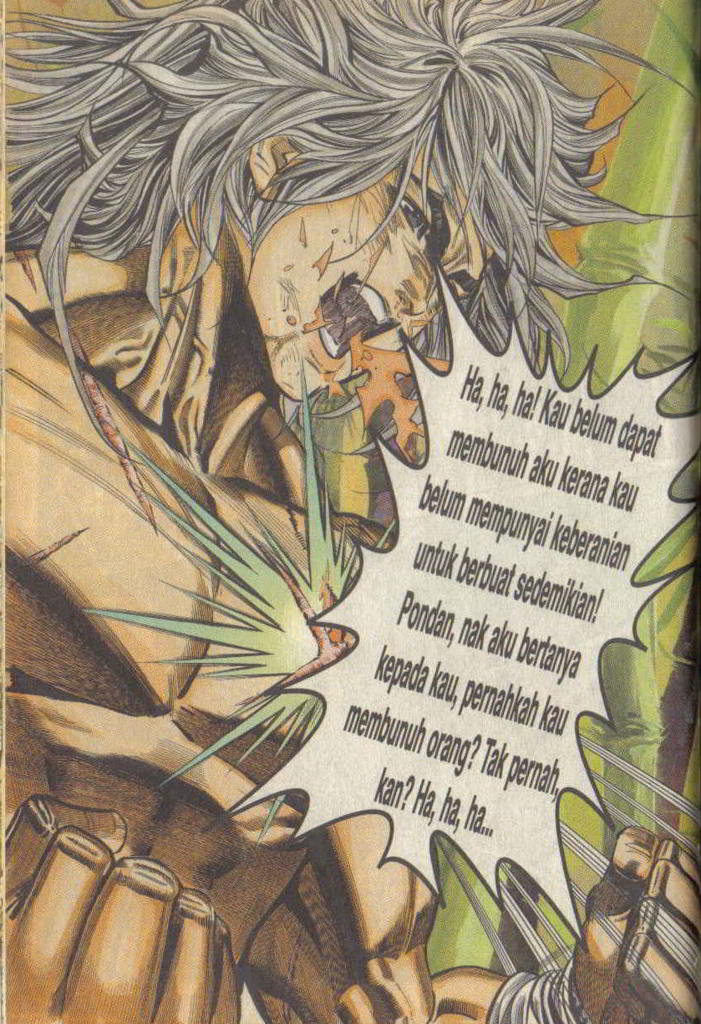 Ha, ha, ha! Kau belum dapat
membunuh aku kerana kau
belum mempunyai keberanian
untuk berbuat sedemikian!
Pondan, nak aku bertanya
kepada kau, pernahkah kau
membunuh orang? Tak pernah,
kan? Ha, ha, ha...